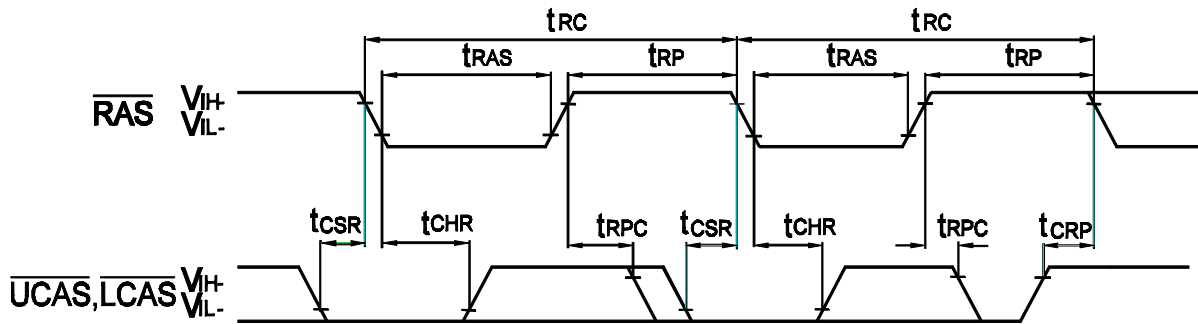 tRC tRC
tRAS tRP tRAS tRP
RAS VIH-
VIL-
tCSR tCHR tRPC tCSR tCHR tRPC tCRP
UCAS,LCAS VIH-
VIL-